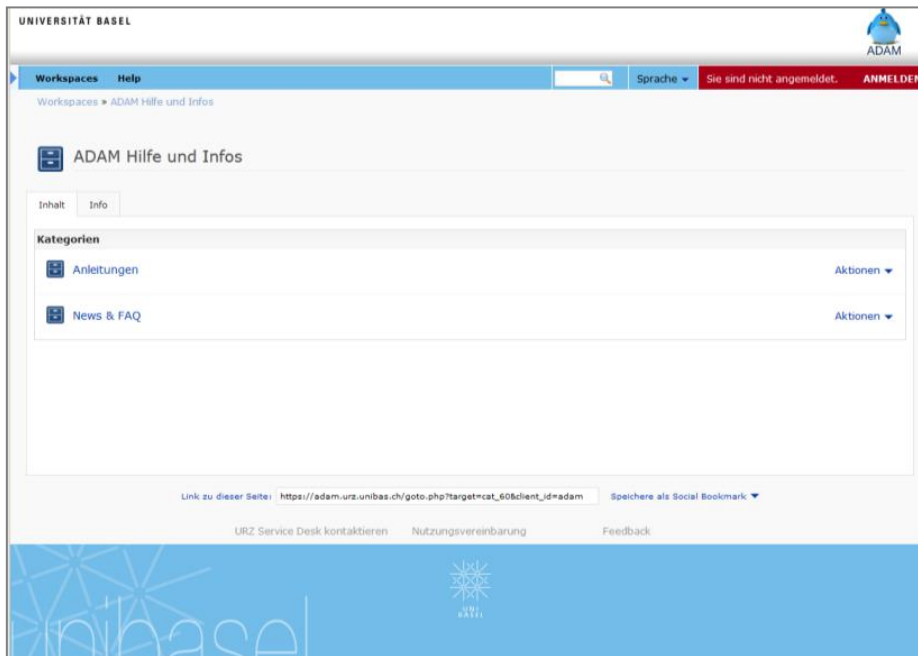 UNIVERSITÄT BASEL
ADAM
Workspaces Help Sprache Sie sind nicht angemeldet. ANMELDEN
Workspaces » ADAM Hilfe und Infos
ADAM Hilfe und Infos
Inhalt Info
Kategorien
Anleitungen Aktionen
News & FAQ Aktionen
Link zu dieser Seite: https://adam.urz.unibas.ch/goto.php?target=cat_60&client_id=adam Speichere als Social Bookmark
URZ Service Desk kontaktieren Nutzungsvereinbarung Feedback
UNI
BASEL
unibasel